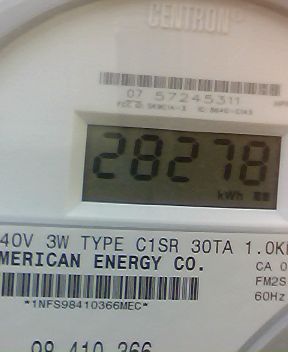 CENTRON
07 57245311
28278
kWh
40V 3W TYPE C1SR 30TA 1.0K
MERICAN ENERGY CO.
CA 0
FM2S
60Hz
*1NFS98410366MEC*
98 410 366